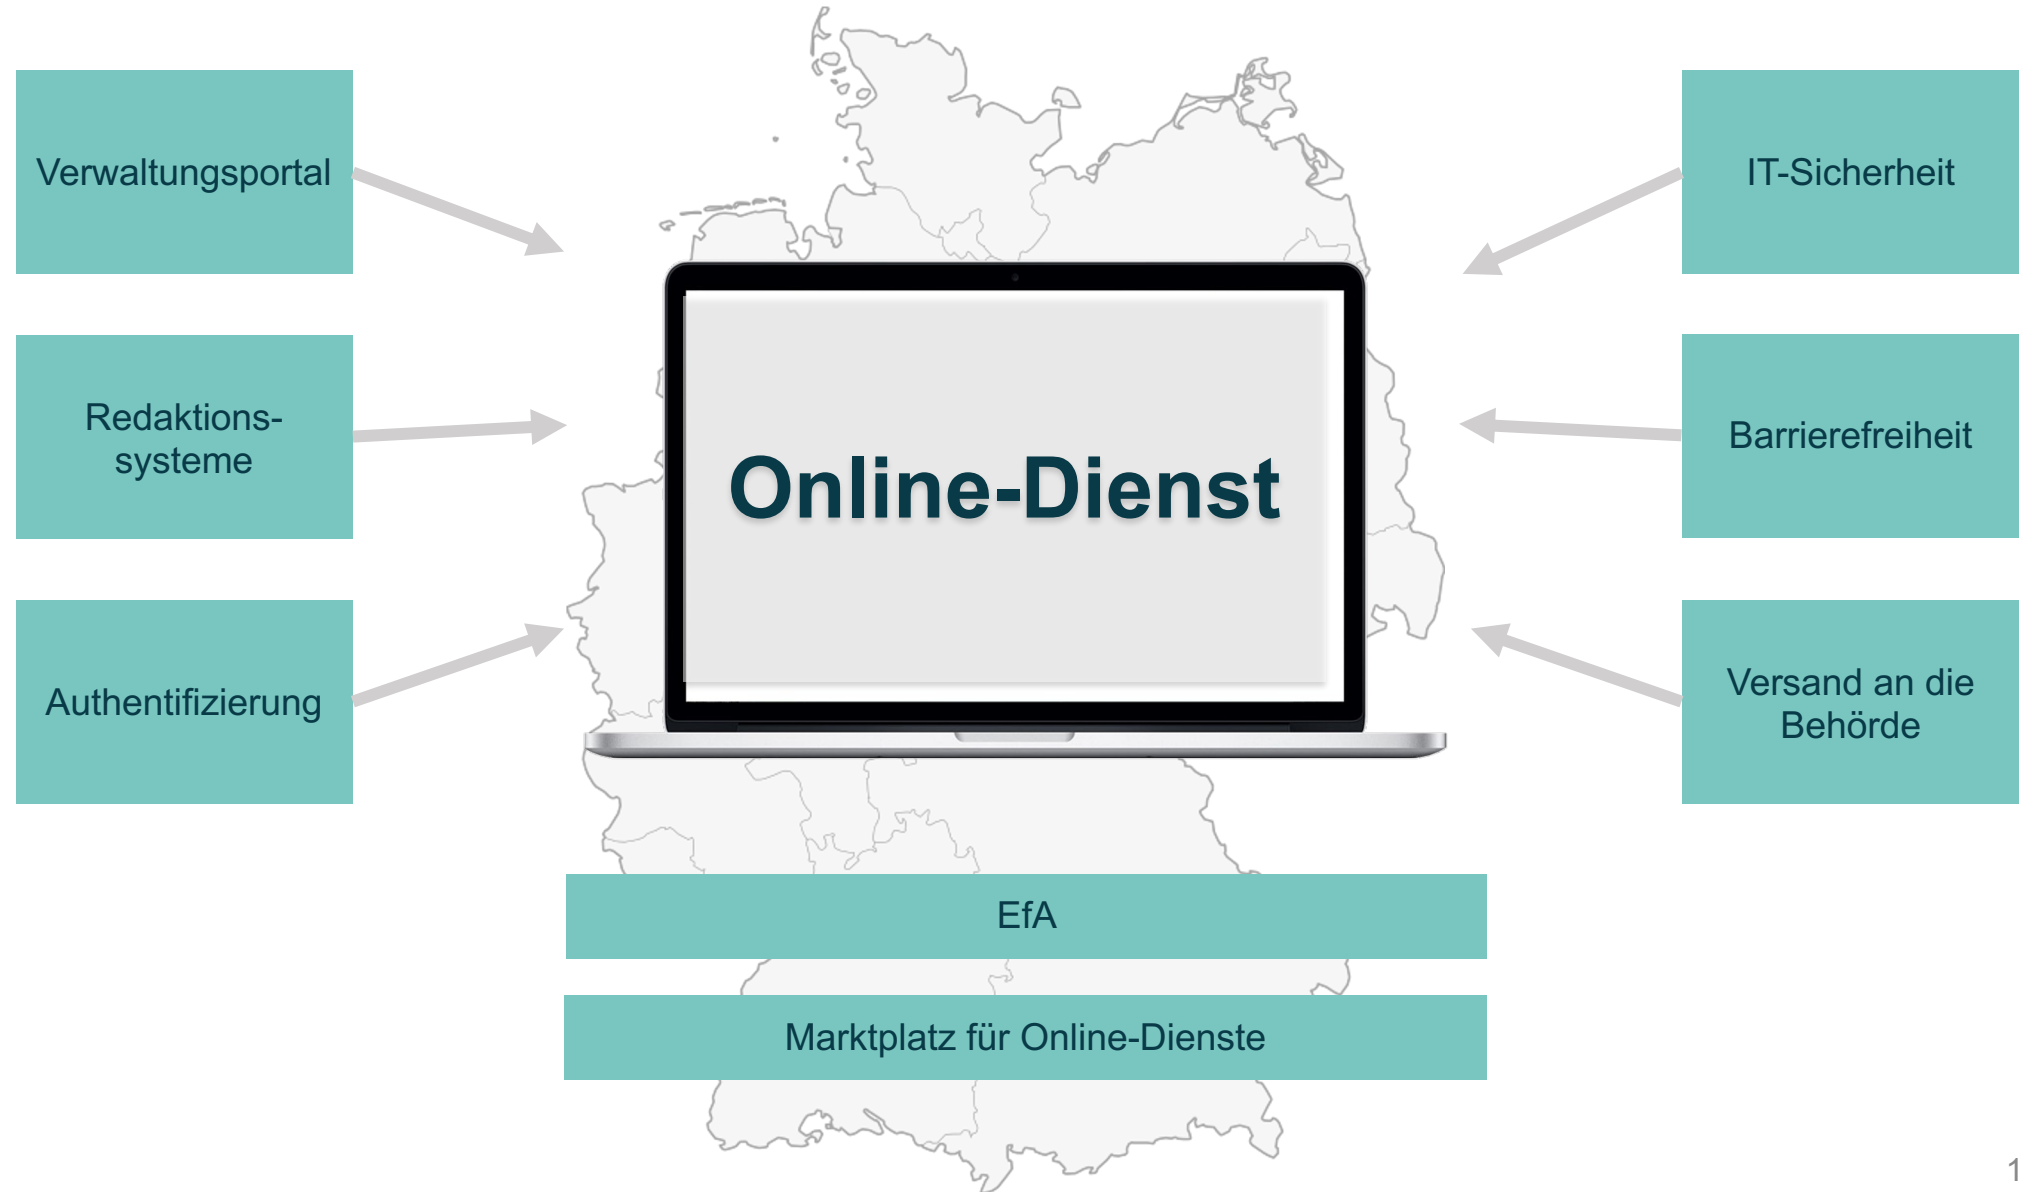 Verwaltungsportal
Redaktions-
systeme
Authentifizierung
Online-Dienst
IT-Sicherheit
Barrierefreiheit
Versand an die
Behörde
EfA
Marktplatz für Online-Dienste
1